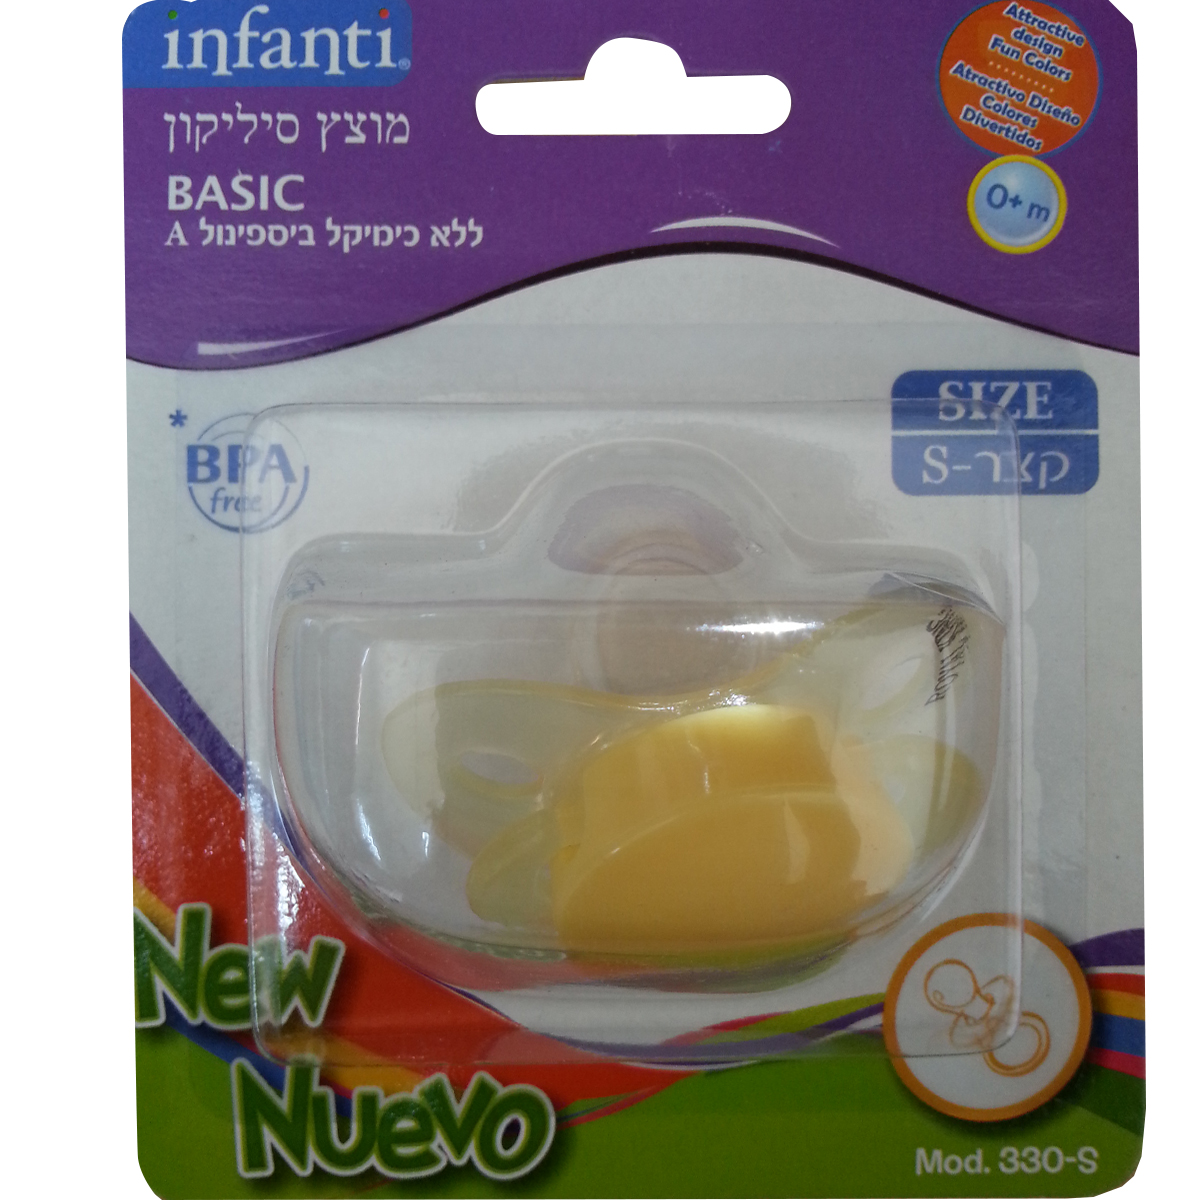 infanti®
מוצץ סיליקון
BASIC
ללא כימיקל ביספינול A
Attractive
design
Fun Colors
Atractivo Diseño
Colores
Divertidos
0+ m
SIZE
קצר-S
*
BPA
free
New
Nuevo
Mod. 330-S